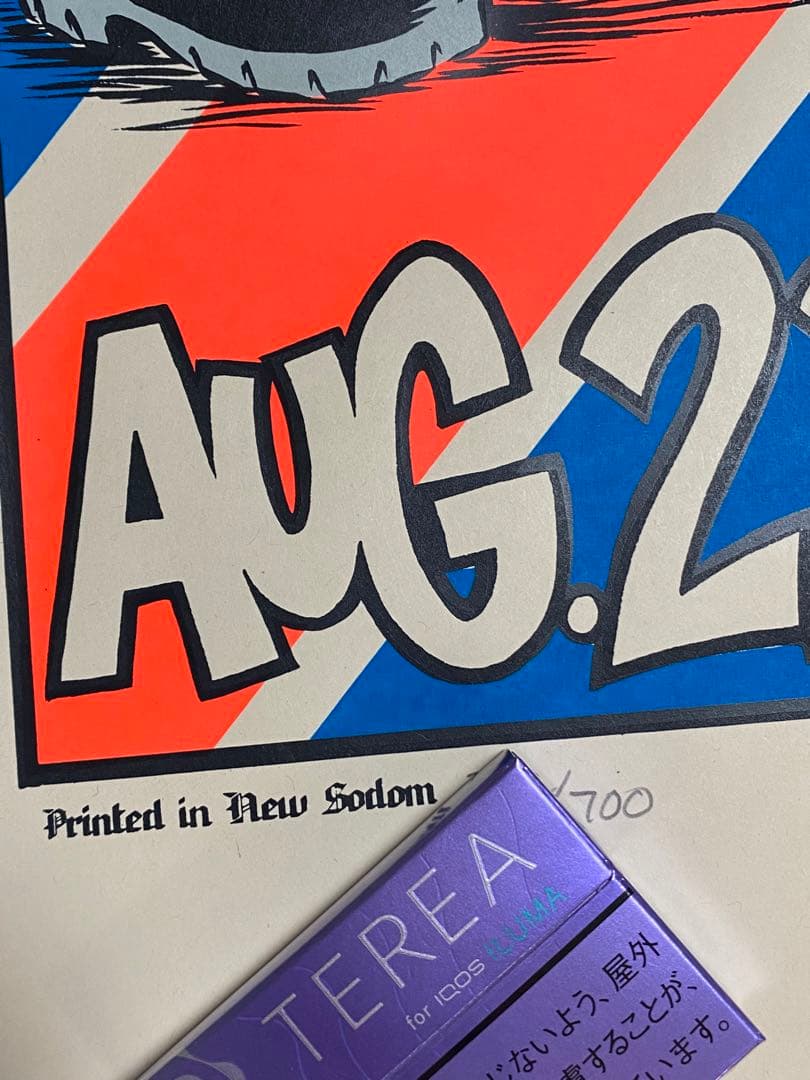 AUG. 2
Printed in New Sodom
/700
TEREA
for IQOS ILUMA
じないよう、屋外
することが、
います。